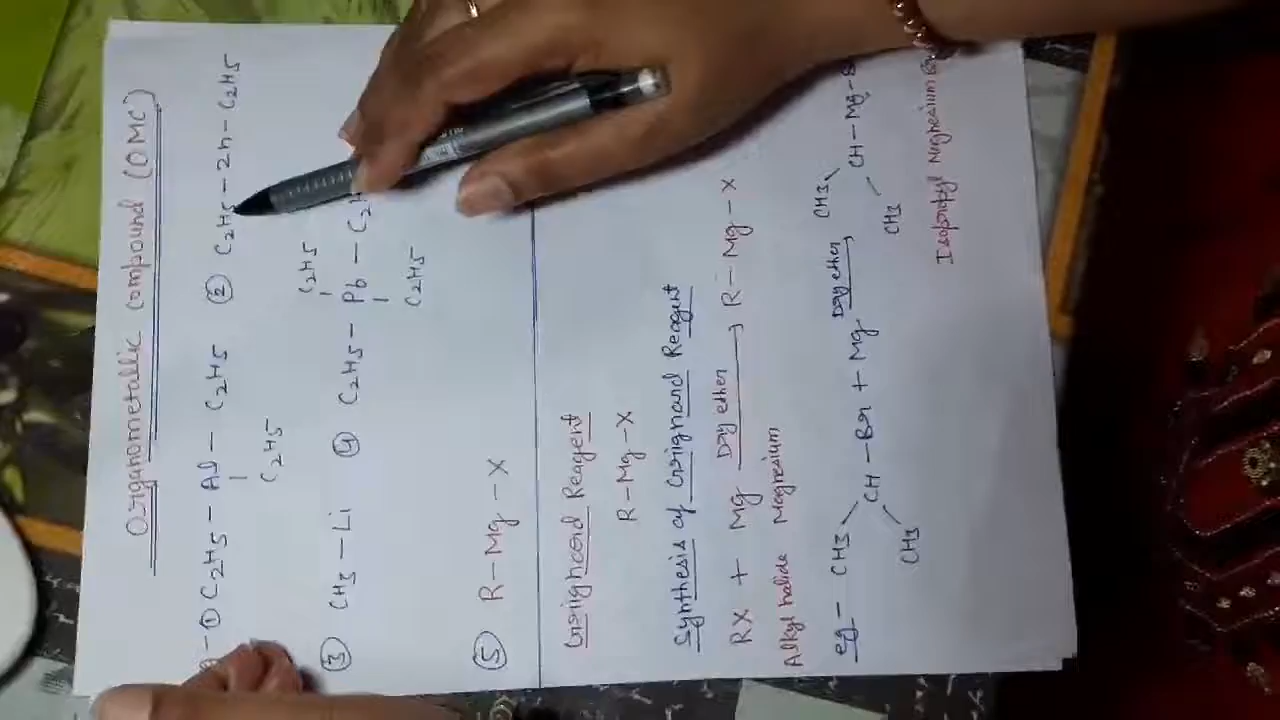 Organometallic Compound (OMC)
① C2H5 - Al - C2H5 ② C2H5 - Zn - C2H5
C2H5
C2H5
③ CH3 - Li ④ C2H5 - Pb -
C2H5
⑤ R - Mg - X
Grignard Reagent
R - Mg - X
Synthesis of Grignard Reagent
RX + Mg Dry ether → R - Mg - X
Alkyl halide Magnesium
eg - CH3 CH - Br + Mg Dry ether → CH3 CH - Mg -
CH3 CH3
Isopropyl Magnesium